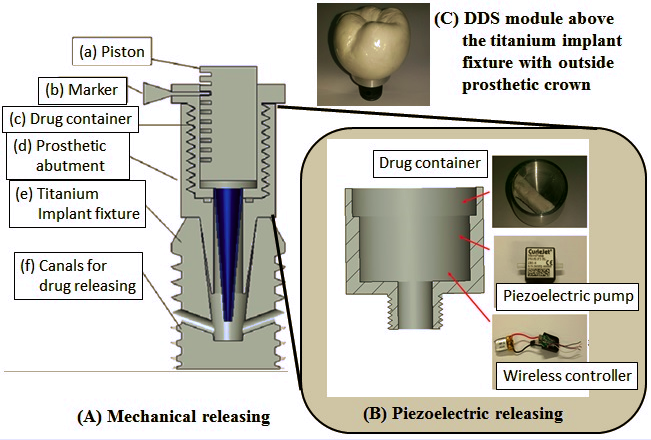 (C) DDS module above
the titanium implant
fixture with outside
prosthetic crown
(a) Piston
(b) Marker
(c) Drug container
(d) Prosthetic
abutment
(e) Titanium
Implant fixture
(f) Canals for
drug releasing
(A) Mechanical releasing
Drug container
Piezoelectric pump
Wireless controller
(B) Piezoelectric releasing